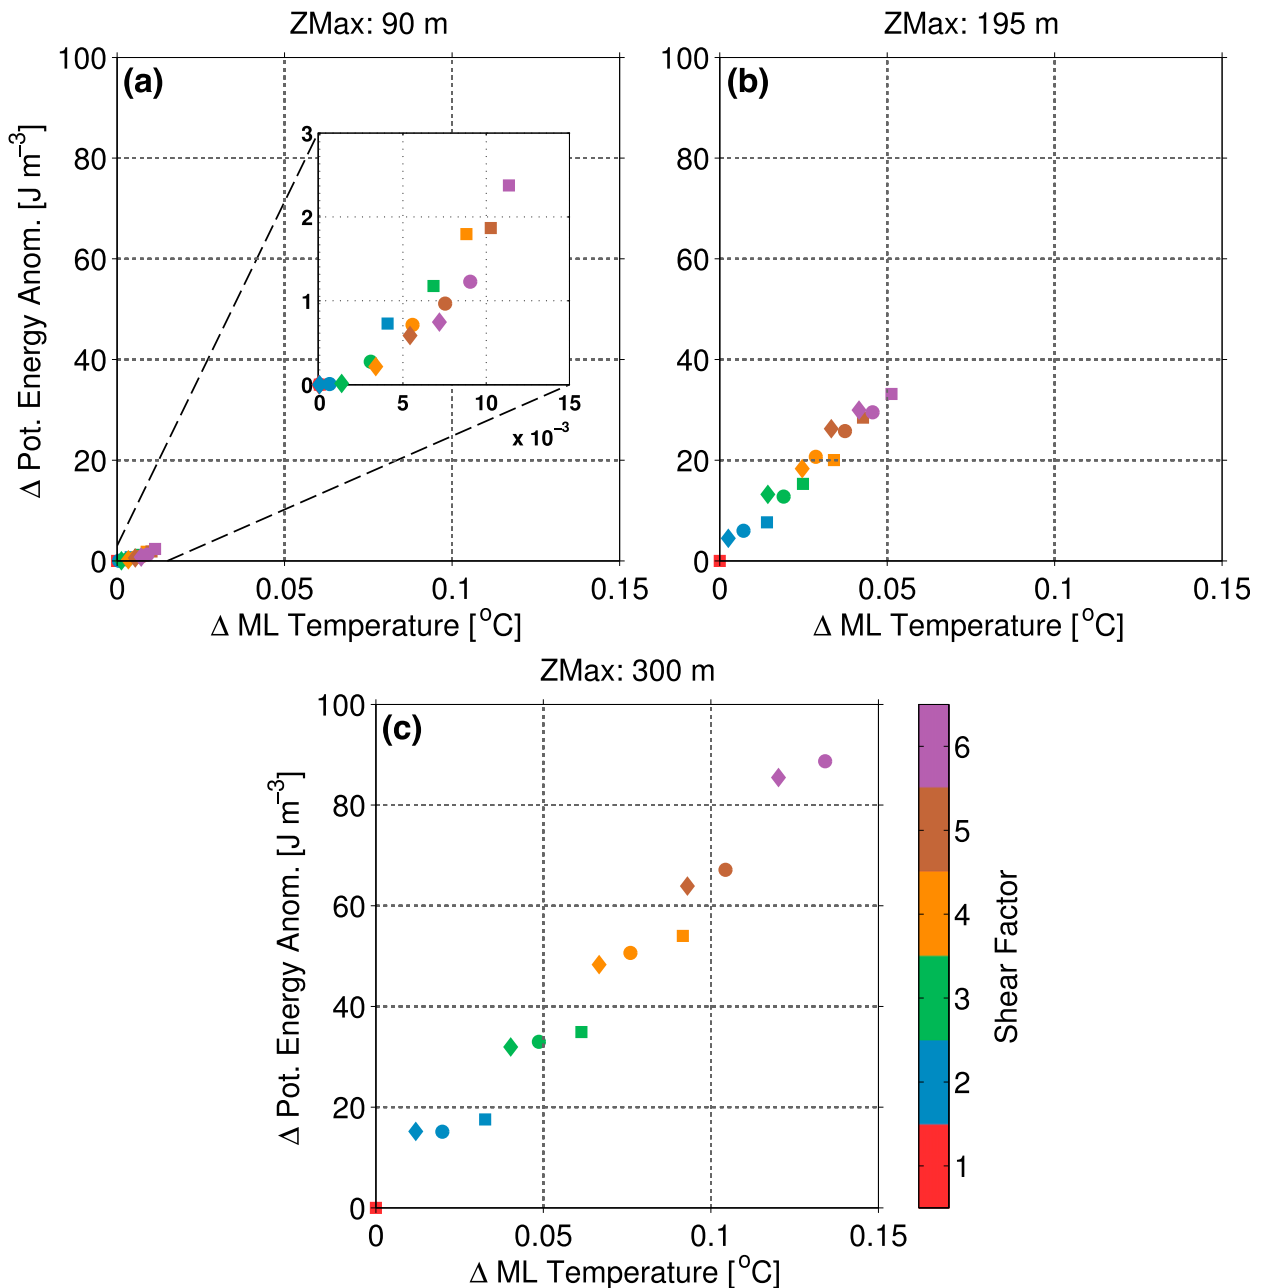 ZMax: 90 m
(a)
100
80
60
40
20
0
0 0.05 0.1 0.15
Δ Pot. Energy Anom. [J m⁻³]
Δ ML Temperature [°C]
3
2
1
0
0 5 10 15
x 10⁻³
ZMax: 195 m
(b)
100
80
60
40
20
0
0 0.05 0.1 0.15
Δ ML Temperature [°C]
ZMax: 300 m
(c)
100
80
60
40
20
0
0 0.05 0.1 0.15
Δ Pot. Energy Anom. [J m⁻³]
Δ ML Temperature [°C]
6
5
4
3
2
1
Shear Factor